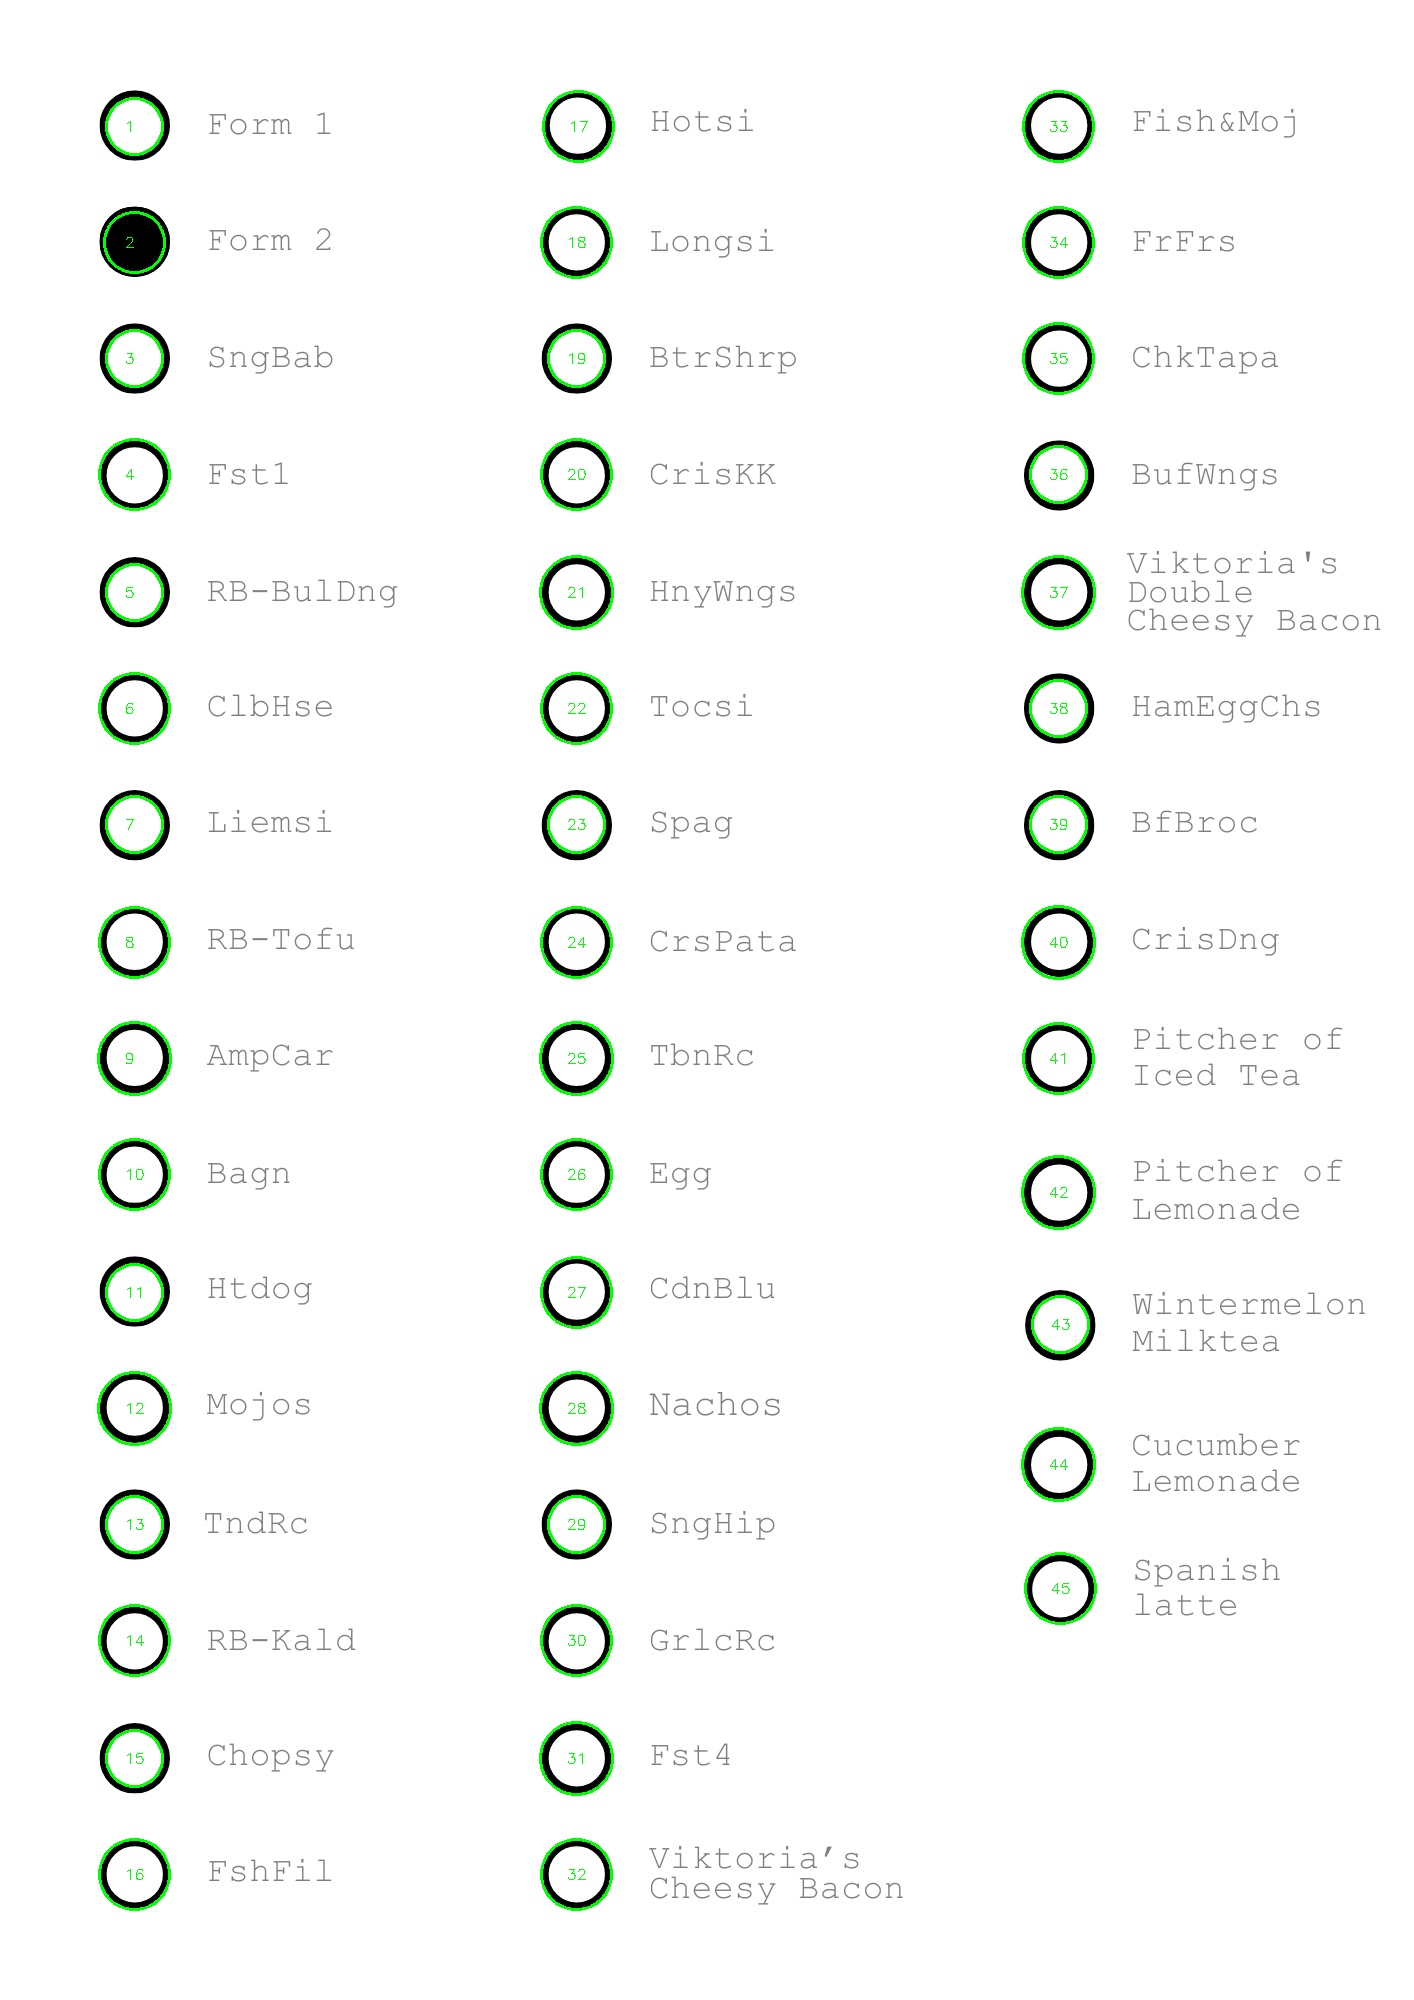 1 Form 1
2 Form 2
3 SngBab
4 Fst1
5 RB-BulDng
6 ClbHse
7 Liemsi
8 RB-Tofu
9 AmpCar
10 Bagn
11 Htdog
12 Mojos
13 TndRc
14 RB-Kald
15 Chopsy
16 FshFil
17 Hotsi
18 Longsi
19 BtrShrp
20 CrisKK
21 HnyWngs
22 Tocsi
23 Spag
24 CrsPata
25 TbnRc
26 Egg
27 CdnBlu
28 Nachos
29 SngHip
30 GrlcRc
31 Fst4
32 Viktoria’s
Cheesy Bacon
33 Fish&Moj
34 FrFrs
35 ChkTapa
36 BufWngs
37 Viktoria's
Double
Cheesy Bacon
38 HamEggChs
39 BfBroc
40 CrisDng
41 Pitcher of
Iced Tea
42 Pitcher of
Lemonade
43 Wintermelon
Milktea
44 Cucumber
Lemonade
45 Spanish
latte